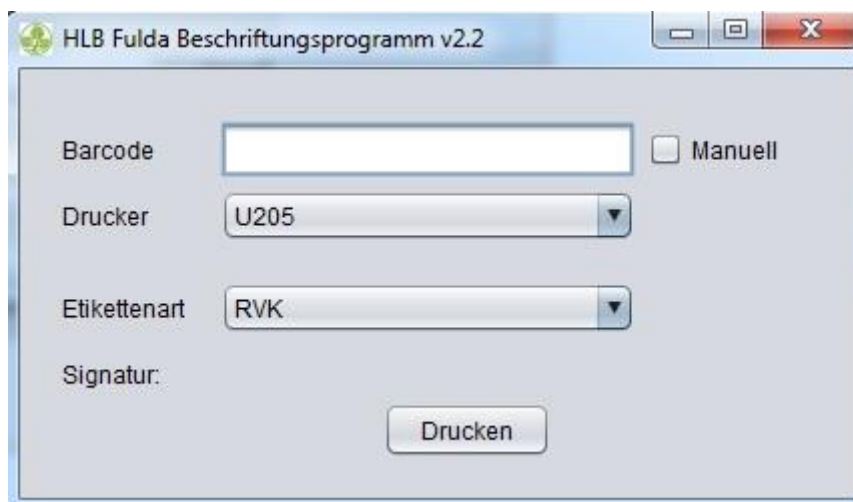 HLB Fulda Beschriftungsprogramm v2.2
Barcode Manuell
Drucker U205
Etikettenart RVK
Signatur:
Drucken